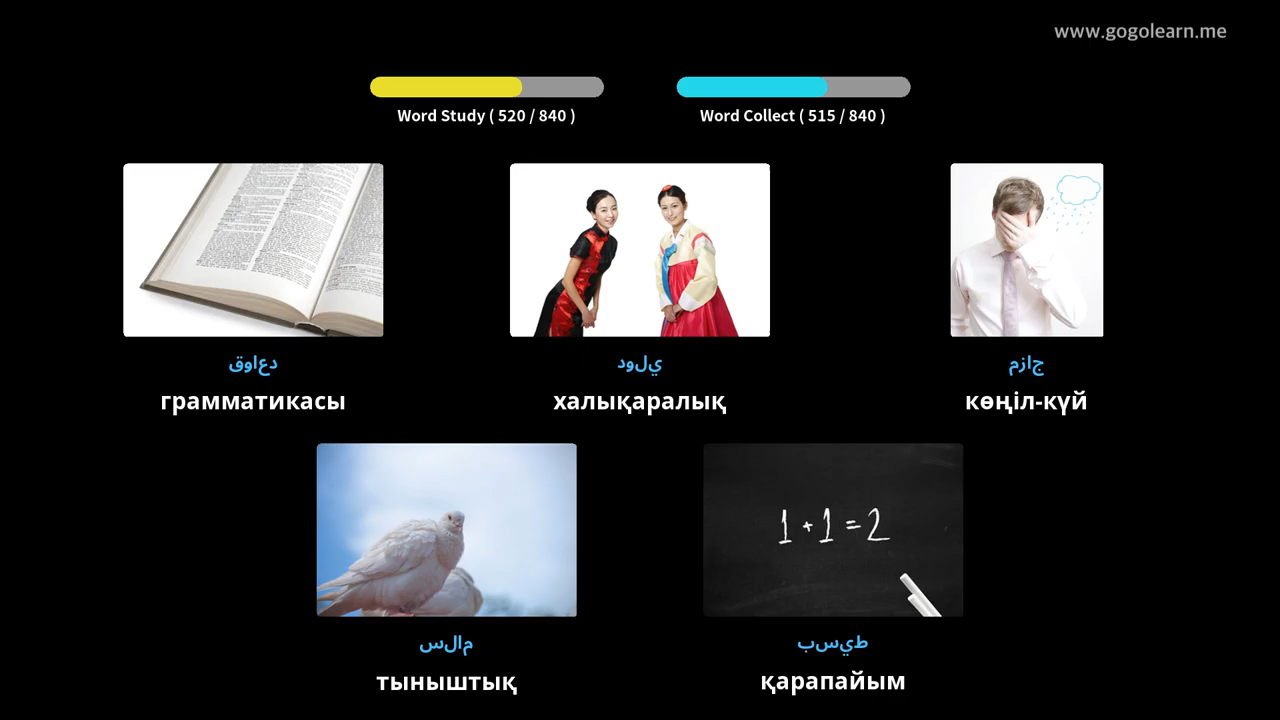 www.gogolearn.me
Word Study ( 520 / 840 )
Word Collect ( 515 / 840 )
قواعد
грамматикасы
دولي
халықаралық
مزاج
көңіл-күй
سلام
тыныштық
بسيط
қарапайым
1 + 1 = 2